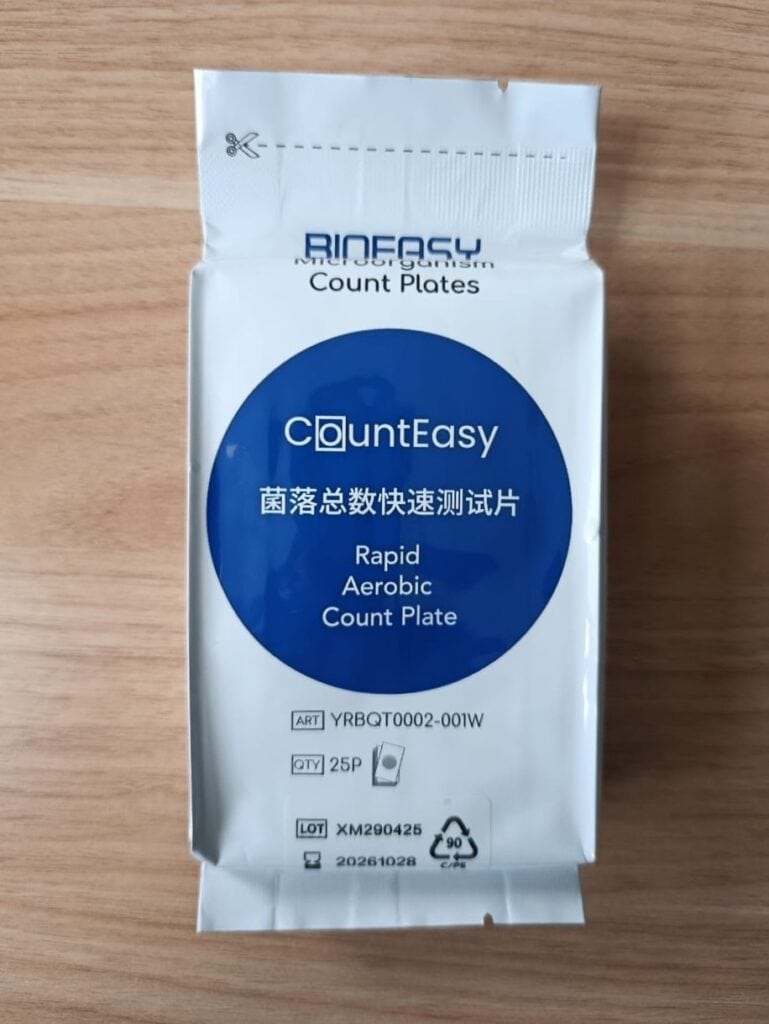 BIOEASY
Microorganism
Count Plates
CountEasy
菌落总数快速测试片
Rapid
Aerobic
Count Plate
ART YRBQT0002-001W
QTY 25P
LOT XM290425
20261028
90
C/PE